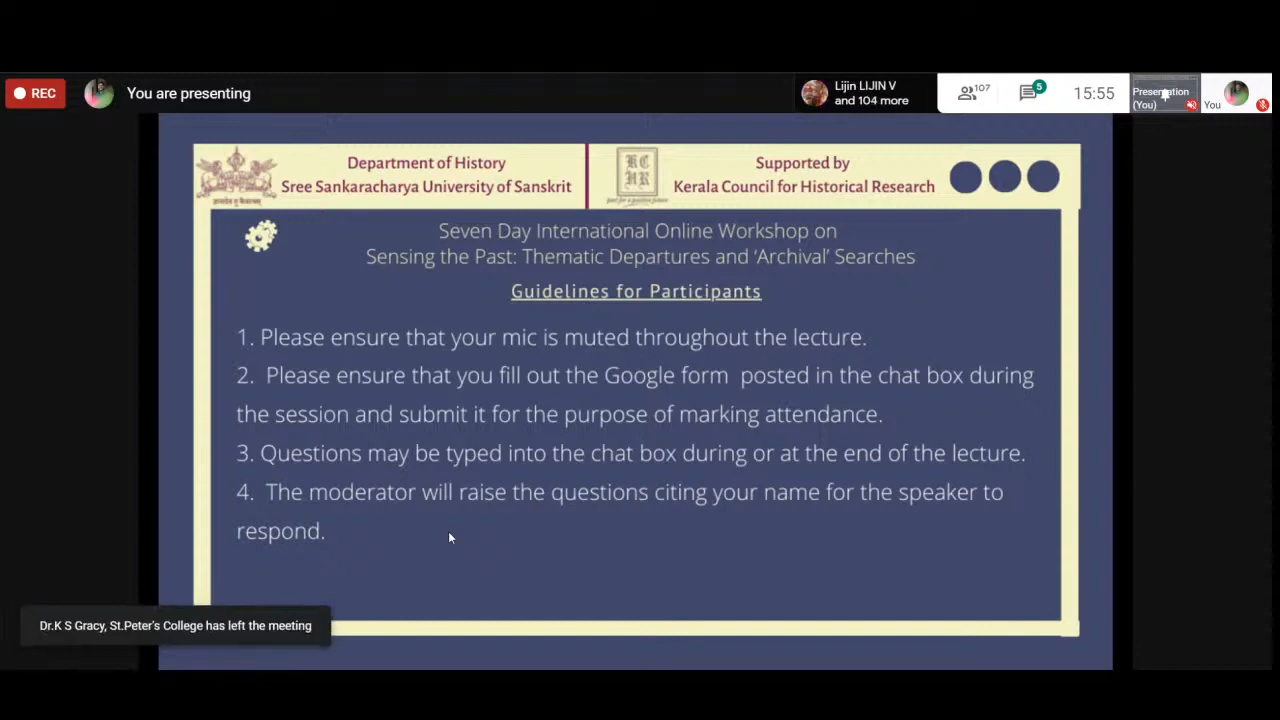 REC
You are presenting
Lijin LIJIN V
and 104 more
107
5
15:55
Presentation
(You)
You
Department of History
Sree Sankaracharya University of Sanskrit
KC
HR
Supported by
Kerala Council for Historical Research
Seven Day International Online Workshop on
Sensing the Past: Thematic Departures and ‘Archival’ Searches
Guidelines for Participants
1. Please ensure that your mic is muted throughout the lecture.
2. Please ensure that you fill out the Google form posted in the chat box during
the session and submit it for the purpose of marking attendance.
3. Questions may be typed into the chat box during or at the end of the lecture.
4. The moderator will raise the questions citing your name for the speaker to
respond.
Dr.K S Gracy, St.Peter's College has left the meeting